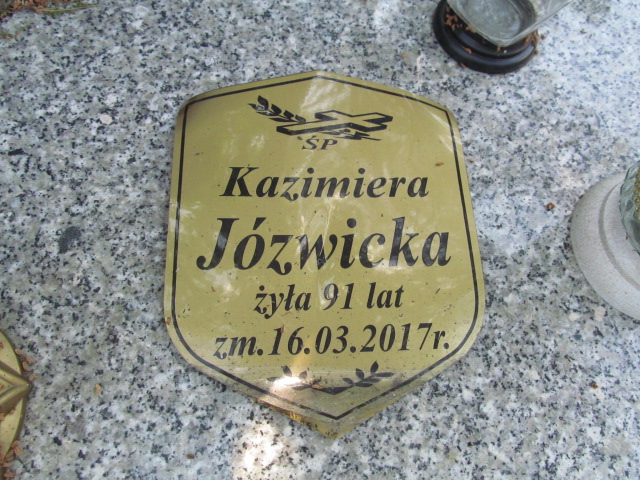 ŚP
Kazimiera
Józwicka
żyła 91 lat
zm.16.03.2017r.